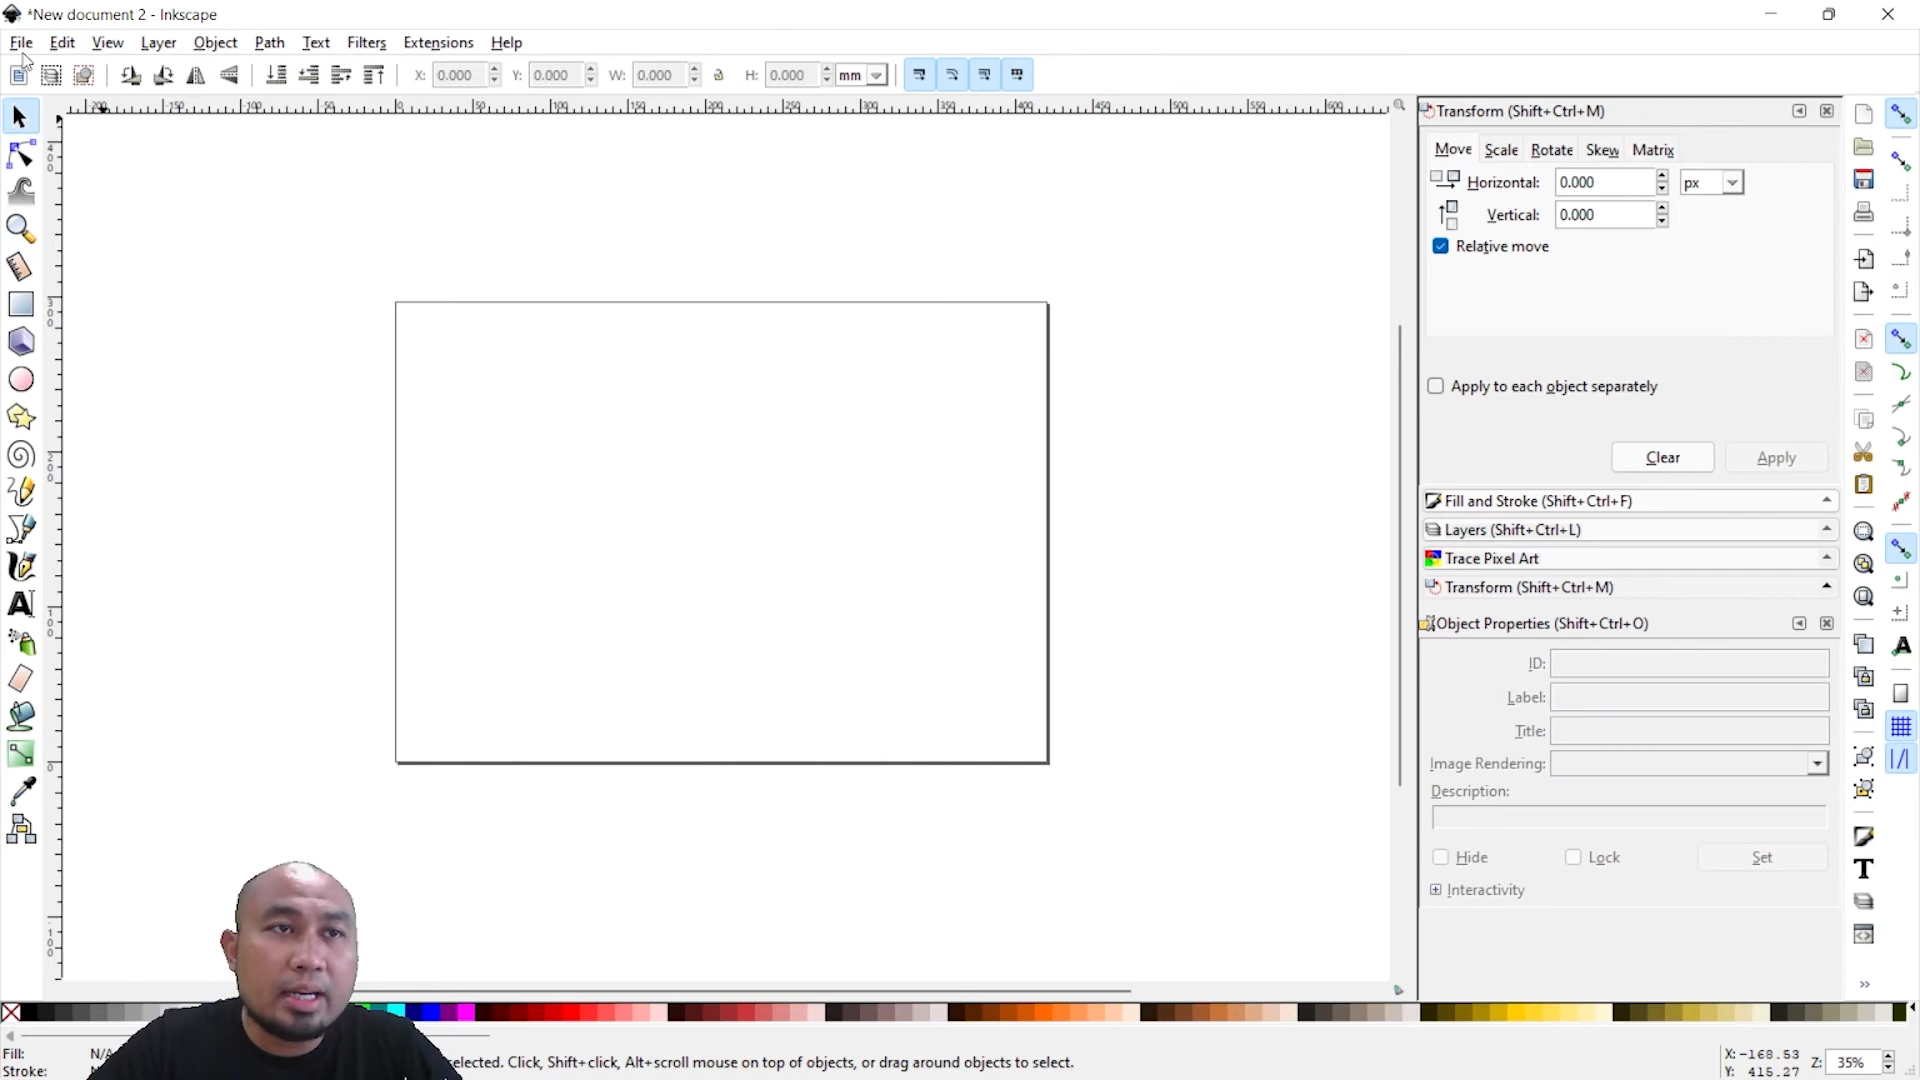 *New document 2 - Inkscape
File Edit View Layer Object Path Text Filters Extensions Help
X: 0.000 Y: 0.000 W: 0.000 H: 0.000 mm
Transform (Shift+Ctrl+M)
Move Scale Rotate Skew Matrix
Horizontal: 0.000 px
Vertical: 0.000
Relative move
Apply to each object separately
Clear Apply
Fill and Stroke (Shift+Ctrl+F)
Layers (Shift+Ctrl+L)
Trace Pixel Art
Transform (Shift+Ctrl+M)
Object Properties (Shift+Ctrl+O)
ID:
Label:
Title:
Image Rendering:
Description:
Hide Lock Set
Interactivity
Fill: N/A
Stroke:
selected. Click, Shift+click, Alt+scroll mouse on top of objects, or drag around objects to select.
X: -168.53
Y: 415.27
Z: 35%